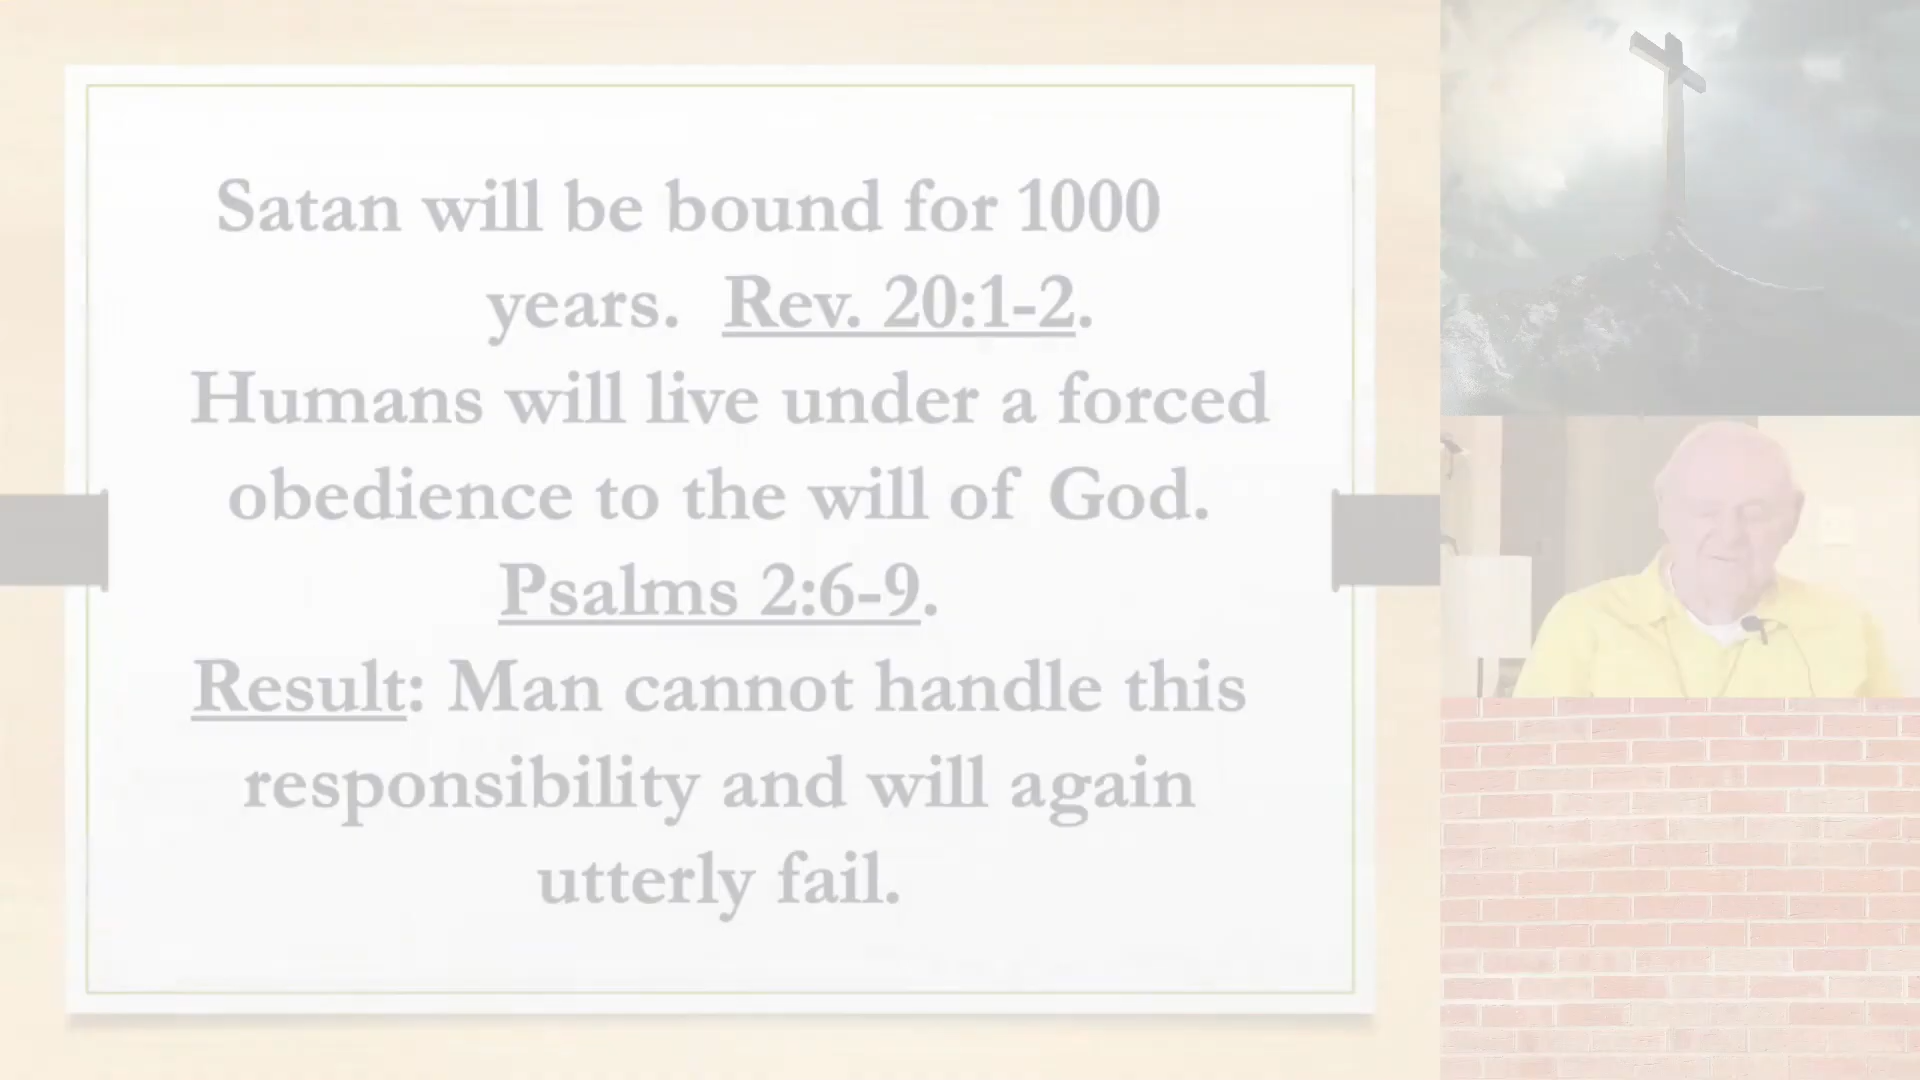 Satan will be bound for 1000
years. Rev. 20:1-2.
Humans will live under a forced
obedience to the will of God.
Psalms 2:6-9.
Result: Man cannot handle this
responsibility and will again
utterly fail.